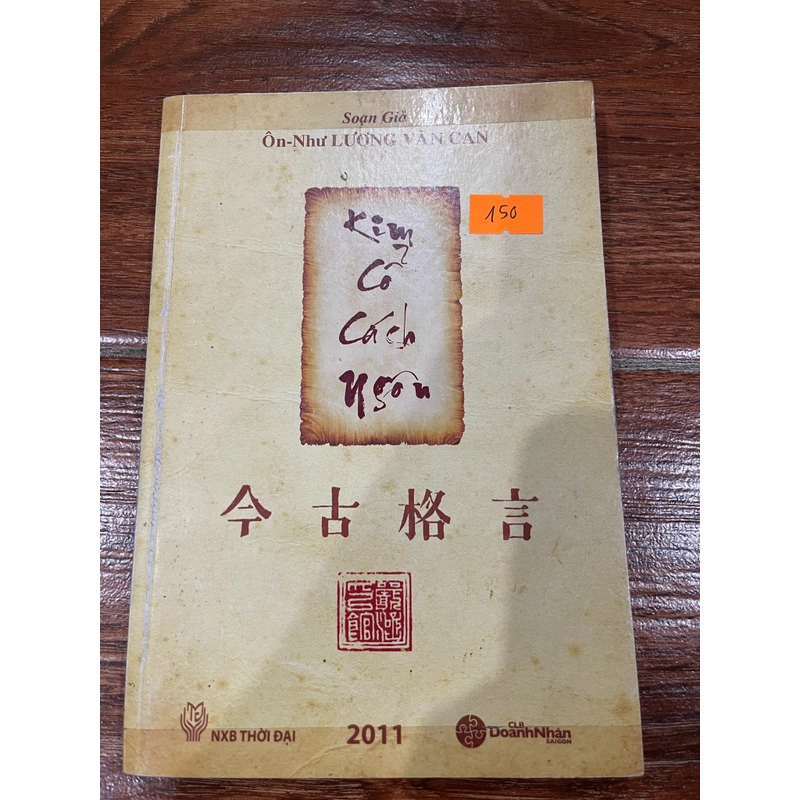 Soạn Giả
Ôn-Như LƯƠNG VĂN CAN
150
Kim
Cổ
Cách
Ngôn
今古格言
NXB THỜI ĐẠI
2011
CLB
DoanhNhân
SAIGON